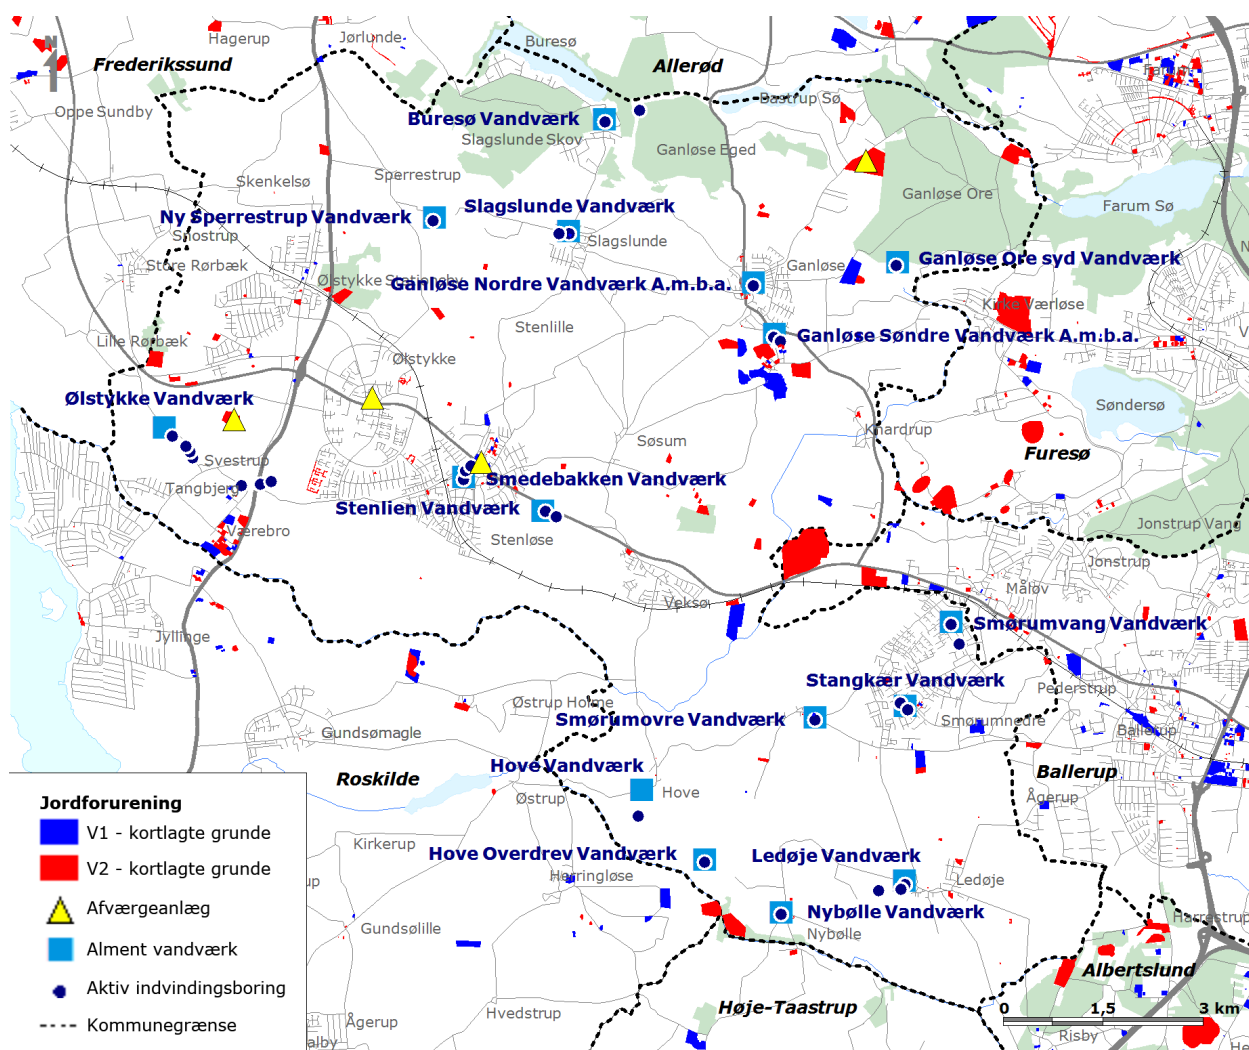 Hagerup
Jørlunde
Buresø
N
Frederikssund
Allerød
Farum
Bastrup Sø
Oppe Sundby
Buresø Vandværk
Slagslunde Skov
Ganløse Eged
Sperrestrup
Skenkelsø
Ganløse Ore
Farum Sø
Slagslunde Vandværk
Ny Sperrestrup Vandværk
Snostrup
Slagslunde
Store Rørbæk
Ganløse
Ganløse Ore syd Vandværk
Ølstykke Stationsby
Ganløse Nordre Vandværk A.m.b.a.
Kirke Værløse
Stenlille
Ganløse Søndre Vandværk A.m.b.a.
V
Lille Rørbæk
Ølstykke
Ølstykke Vandværk
Søndersø
Knardrup
Søsum
Furesø
Svestrup
Smedebakken Vandværk
Tangbjerg
Stenlien Vandværk
Værebro
Stenløse
Jonstrup Vang
Jonstrup
Måløv
Veksø
Smørumvang Vandværk
Jyllinge
Stangkær Vandværk
Pederstrup
Østrup Holme
Smørumovre Vandværk
Smørumnedre
Ballerup
Gundsømagle
Hove Vandværk
Roskilde
Ballerup
Hove
Østrup
Ågerup
Jordforurening
V1 - kortlagte grunde
V2 - kortlagte grunde
Afværgeanlæg
Alment vandværk
Aktiv indvindingsboring
Kommunegrænse
Kirkerup
Hove Overdrev Vandværk
Ledøje Vandværk
Herringløse
Ledøje
up
Nybølle Vandværk
Harrestrup
Gundsølille
Nybølle
Albertslund
Høje-Taastrup
0 1,5 3 km
Hvedstrup
Ågerup
Risby
alby
He